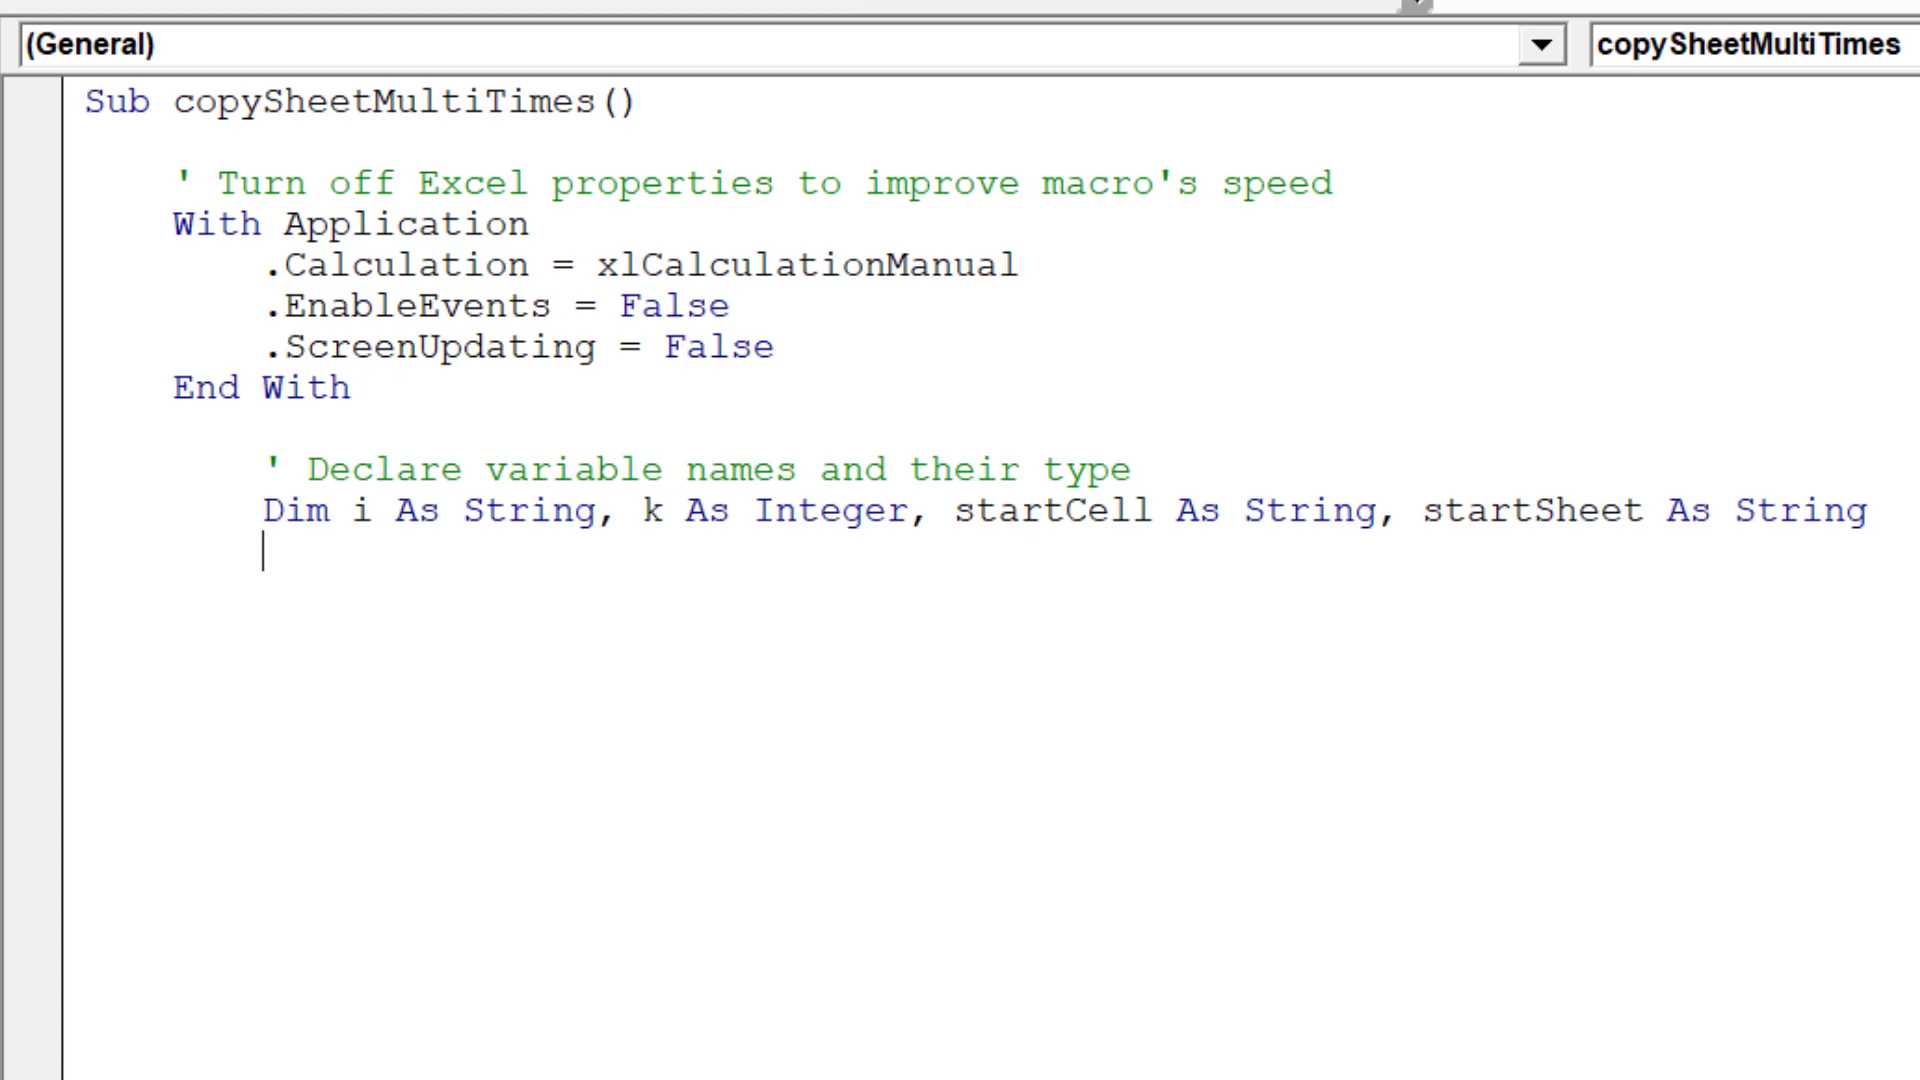 (General)
copySheetMultiTimes
Sub copySheetMultiTimes()
' Turn off Excel properties to improve macro's speed
With Application
.Calculation = xlCalculationManual
.EnableEvents = False
.ScreenUpdating = False
End With
' Declare variable names and their type
Dim i As String, k As Integer, startCell As String, startSheet As String